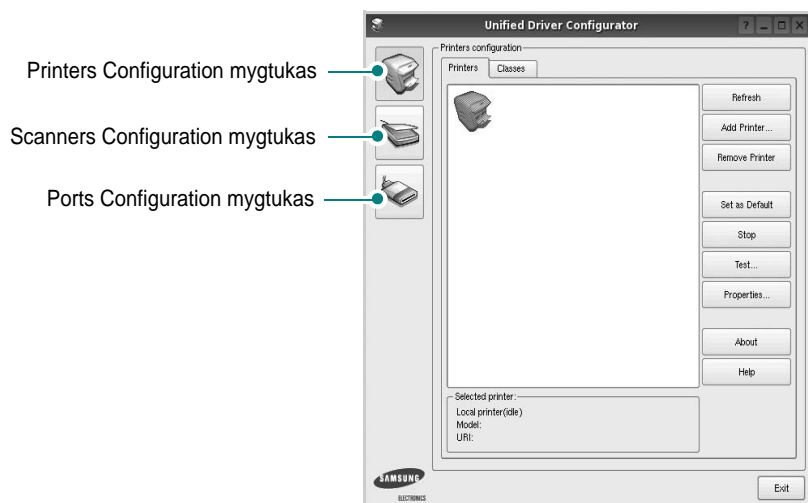 Unified Driver Configurator
Printers Configuration mygtukas
Scanners Configuration mygtukas
Ports Configuration mygtukas
Printers configuration
Printers
Classes
Refresh
Add Printer...
Remove Printer
Set as Default
Stop
Test...
Properties...
About
Help
Selected printer:
Local printer(idle)
Model:
URI:
SAMSUNG
ELECTRONICS
Exit